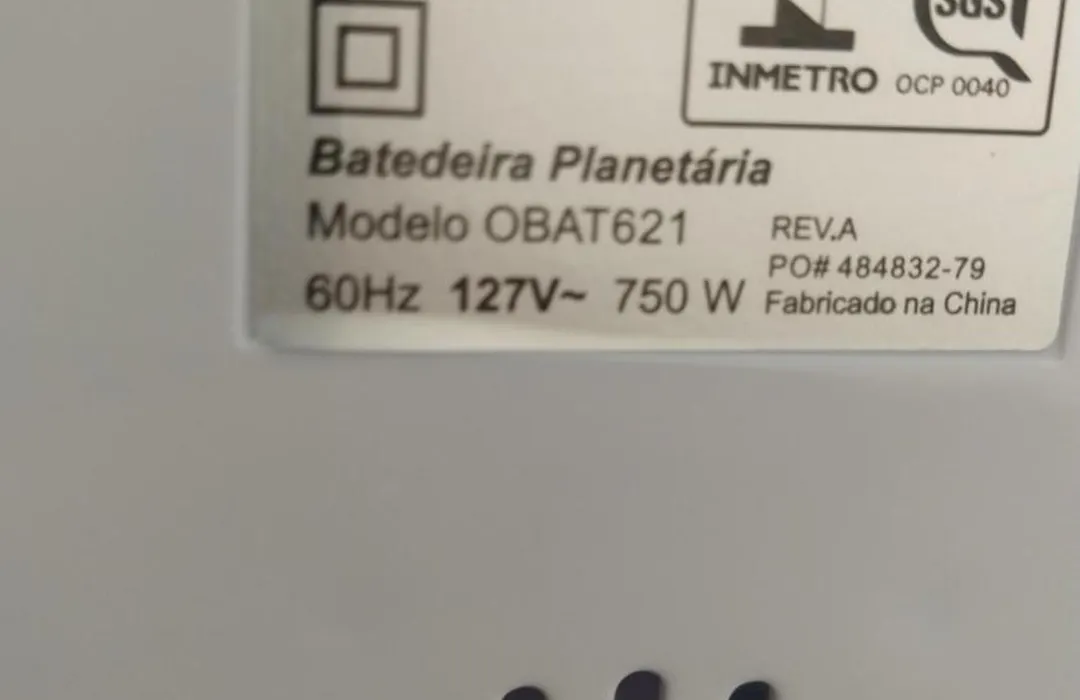 SGS
INMETRO OCP 0040
Batedeira Planetária
Modelo OBAT621 REV.A
PO# 484832-79
60Hz 127V~ 750 W Fabricado na China